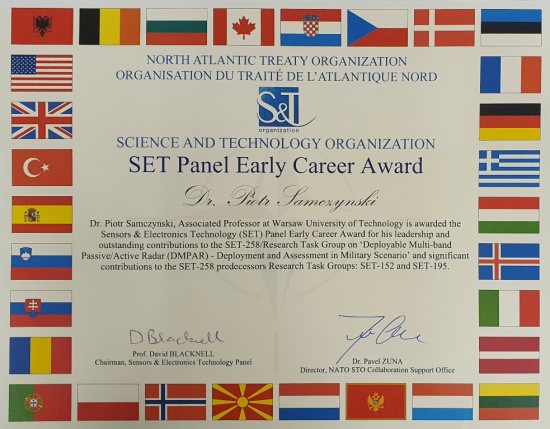 NORTH ATLANTIC TREATY ORGANIZATION
ORGANISATION DU TRAITÉ DE L'ATLANTIQUE NORD
S&T
organization
SCIENCE AND TECHNOLOGY ORGANIZATION
SET Panel Early Career Award
Dr. Piotr Samczynski
Dr. Piotr Samczynski, Associated Professor at Warsaw University of Technology is awarded the
Sensors & Electronics Technology (SET) Panel Early Career Award for his leadership and
outstanding contributions to the SET-258/Research Task Group on 'Deployable Multi-band
Passive/Active Radar (DMPAR) - Deployment and Assessment in Military Scenario' and significant
contributions to the SET-258 predecessors Research Task Groups: SET-152 and SET-195.
D Blacknell
Prof. David BLACKNELL
Chairman, Sensors & Electronics Technology Panel
Dr. Pavel ZUNA
Director, NATO STO Collaboration Support Office